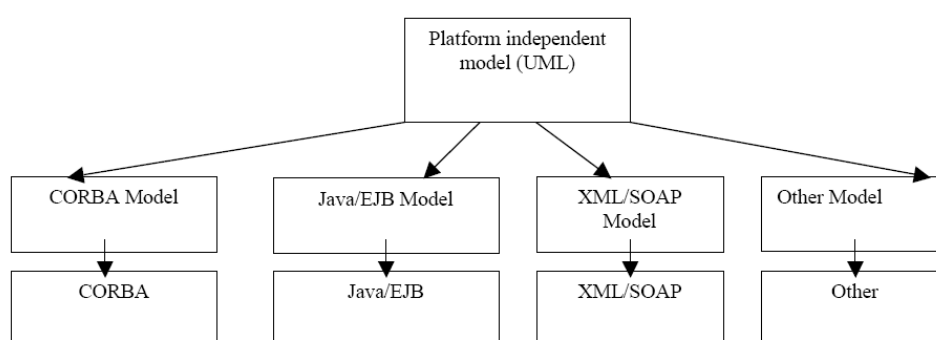 Platform independent
model (UML)
CORBA Model
Java/EJB Model
XML/SOAP
Model
Other Model
CORBA
Java/EJB
XML/SOAP
Other